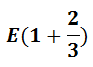 E(1 + 2/3)